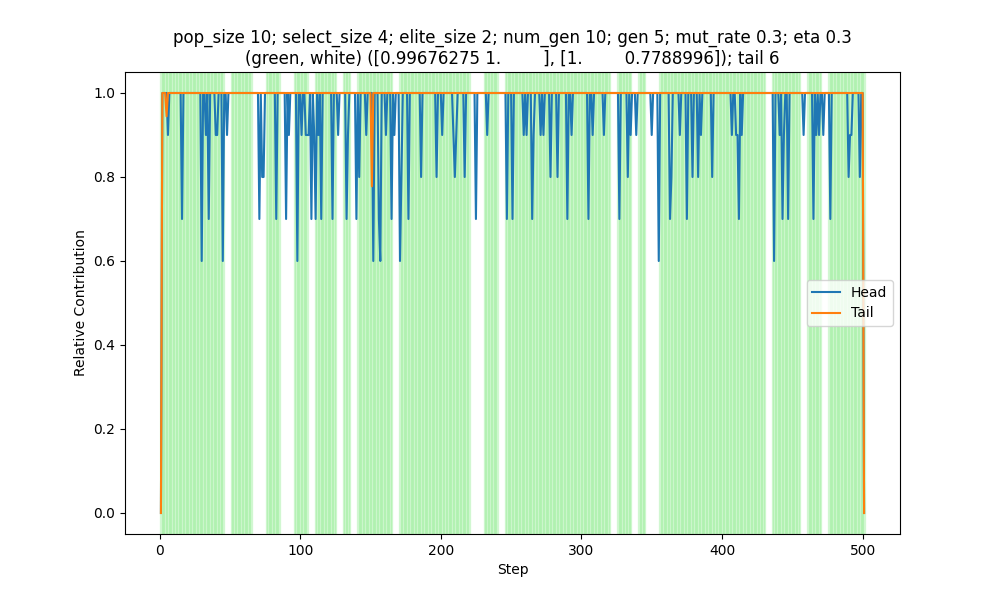 pop_size 10; select_size 4; elite_size 2; num_gen 10; gen 5; mut_rate 0.3; eta 0.3
(green, white) ([0.99676275 1.        ], [1.        0.7788996]); tail 6
1.0
0.8
0.6
0.4
0.2
0.0
Relative Contribution
Head
Tail
0 100 200 300 400 500
Step